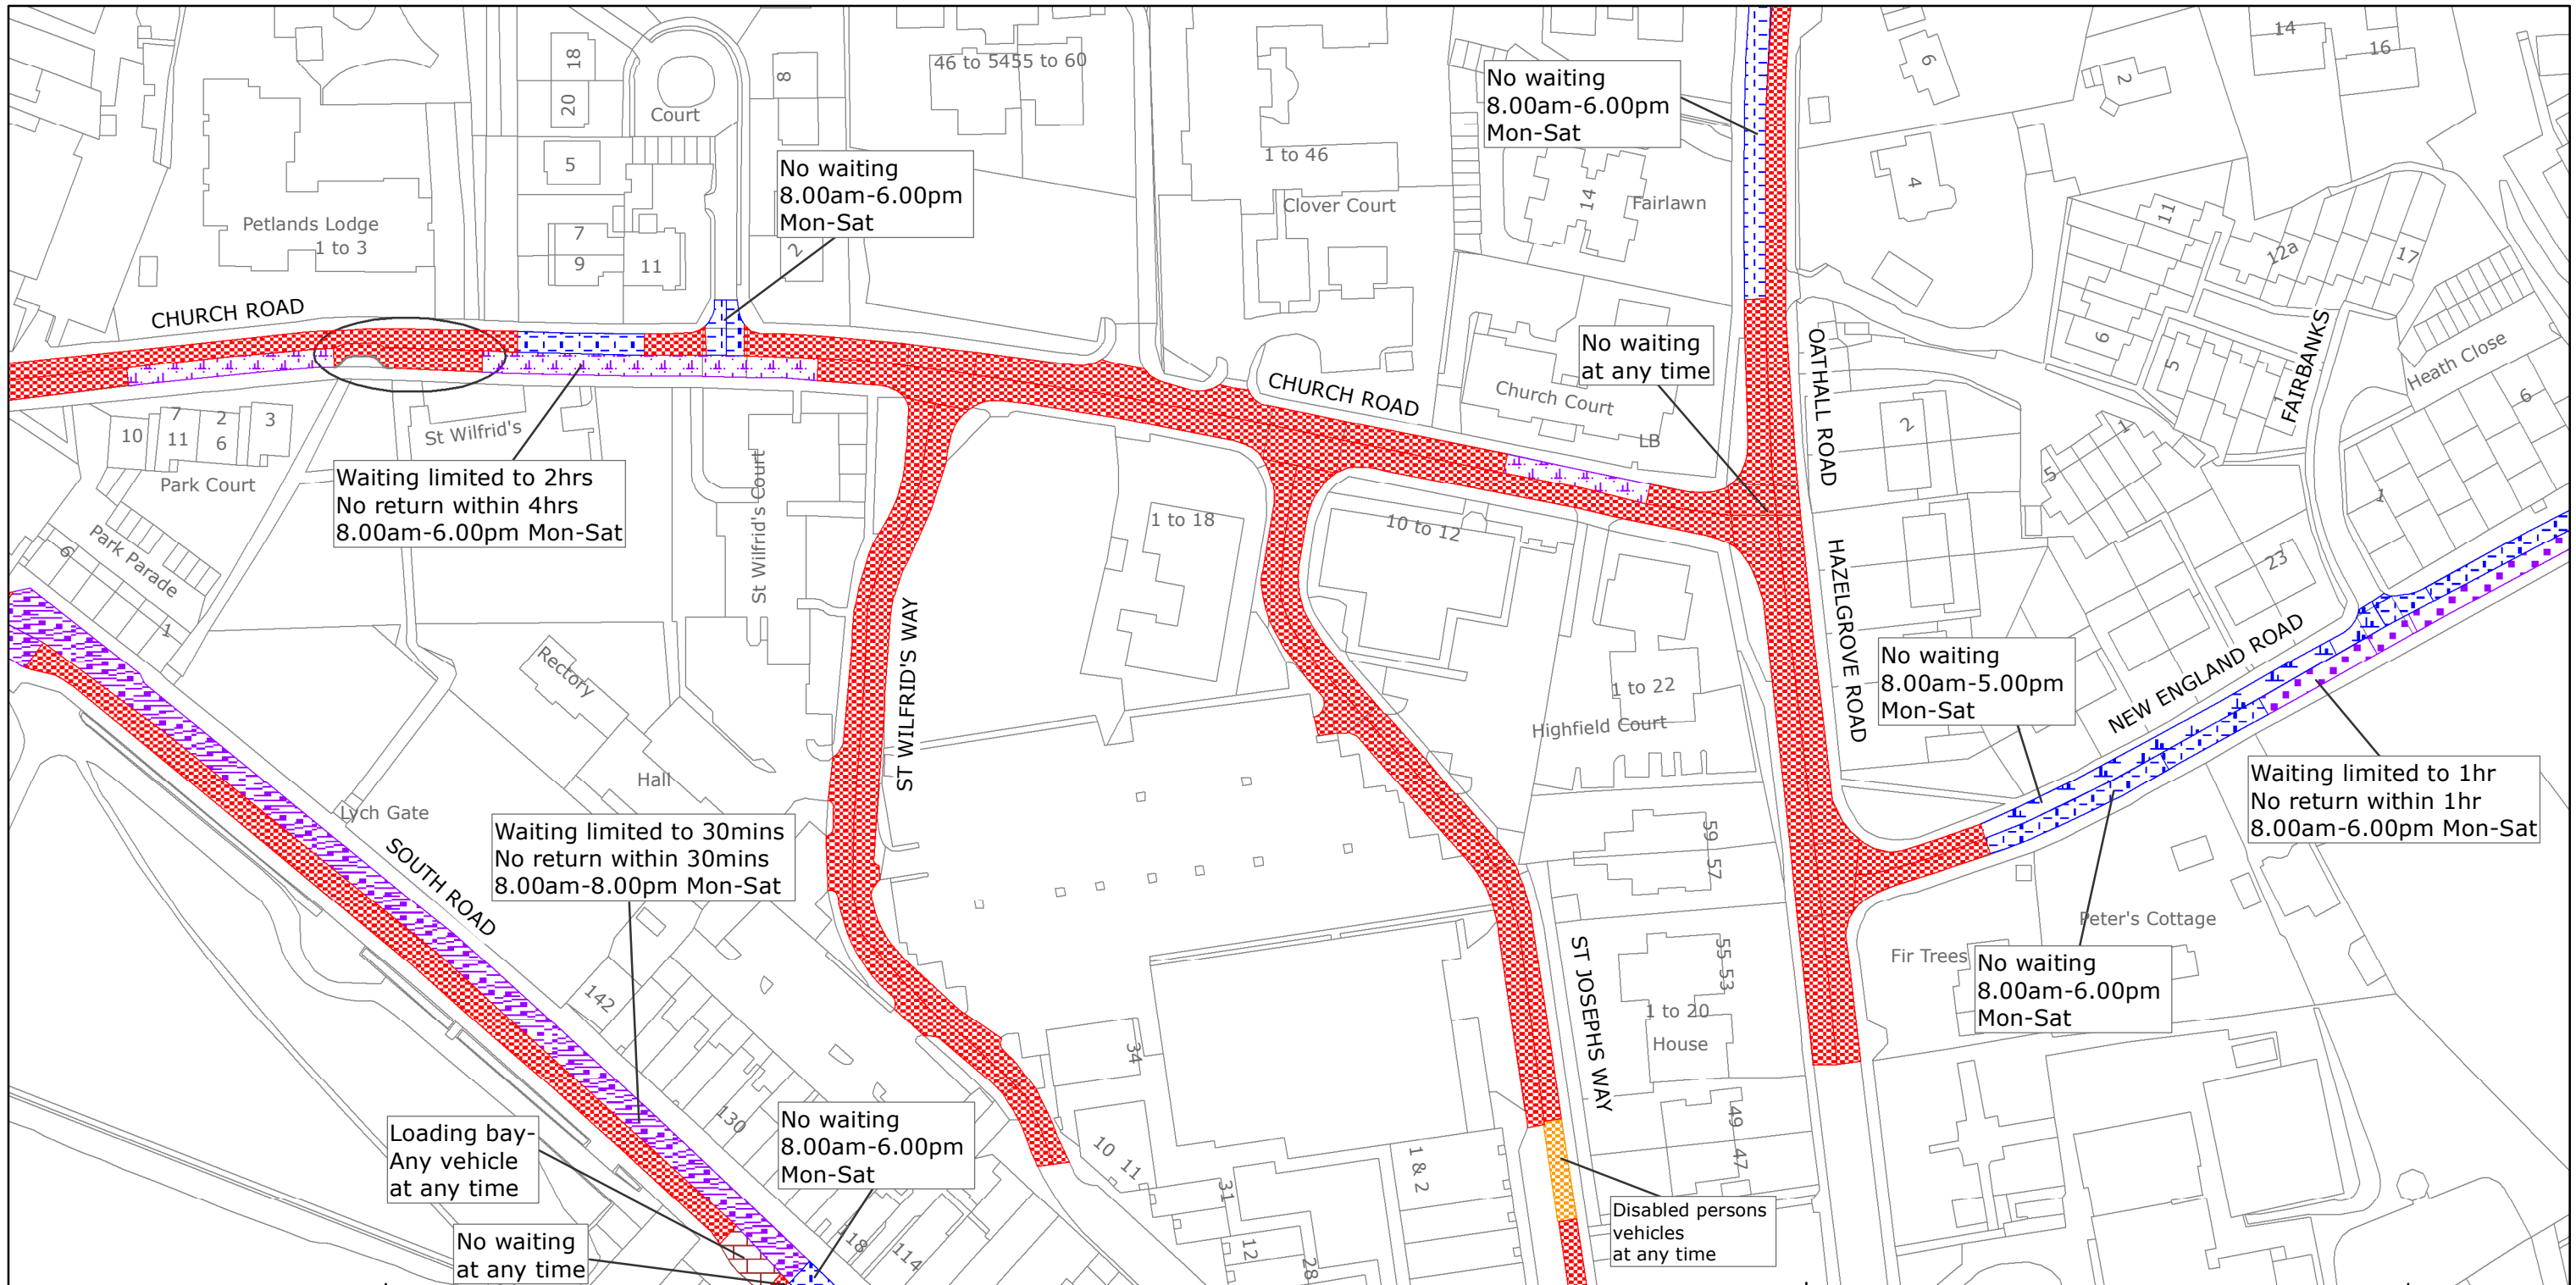 18
20
Court
8
46 to 5455 to 60
No waiting
8.00am-6.00pm
Mon-Sat
6
2
14
16
5
No waiting
8.00am-6.00pm
Mon-Sat
1 to 46
Clover Court
14
Fairlawn
4
Petlands Lodge
1 to 3
7
9
11
2
11
12a
17
CHURCH ROAD
No waiting
at any time
OATHALL ROAD
6
5
1
FAIRBANKS
Heath Close
6
CHURCH ROAD
Church Court
LB
2
1
5
1
10
7
11
2
6
3
St Wilfrid's
Park Court
Waiting limited to 2hrs
No return within 4hrs
8.00am-6.00pm Mon-Sat
St Wilfrid's Court
1 to 18
10 to 12
23
Park Parade
6
1
HAZELGROVE ROAD
ST WILFRID'S WAY
Rectory
1 to 22
Highfield Court
No waiting
8.00am-5.00pm
Mon-Sat
NEW ENGLAND ROAD
Hall
Lych Gate
Waiting limited to 1hr
No return within 1hr
8.00am-6.00pm Mon-Sat
SOUTH ROAD
Waiting limited to 30mins
No return within 30mins
8.00am-8.00pm Mon-Sat
59
57
Peter's Cottage
Fir Trees
No waiting
8.00am-6.00pm
Mon-Sat
142
ST JOSEPHS WAY
55 53
1 to 20
House
34
130
Loading bay-
Any vehicle
at any time
No waiting
8.00am-6.00pm
Mon-Sat
10
11
31
1 & 2
49
47
Disabled persons
vehicles
at any time
No waiting
at any time
18
114
12
28